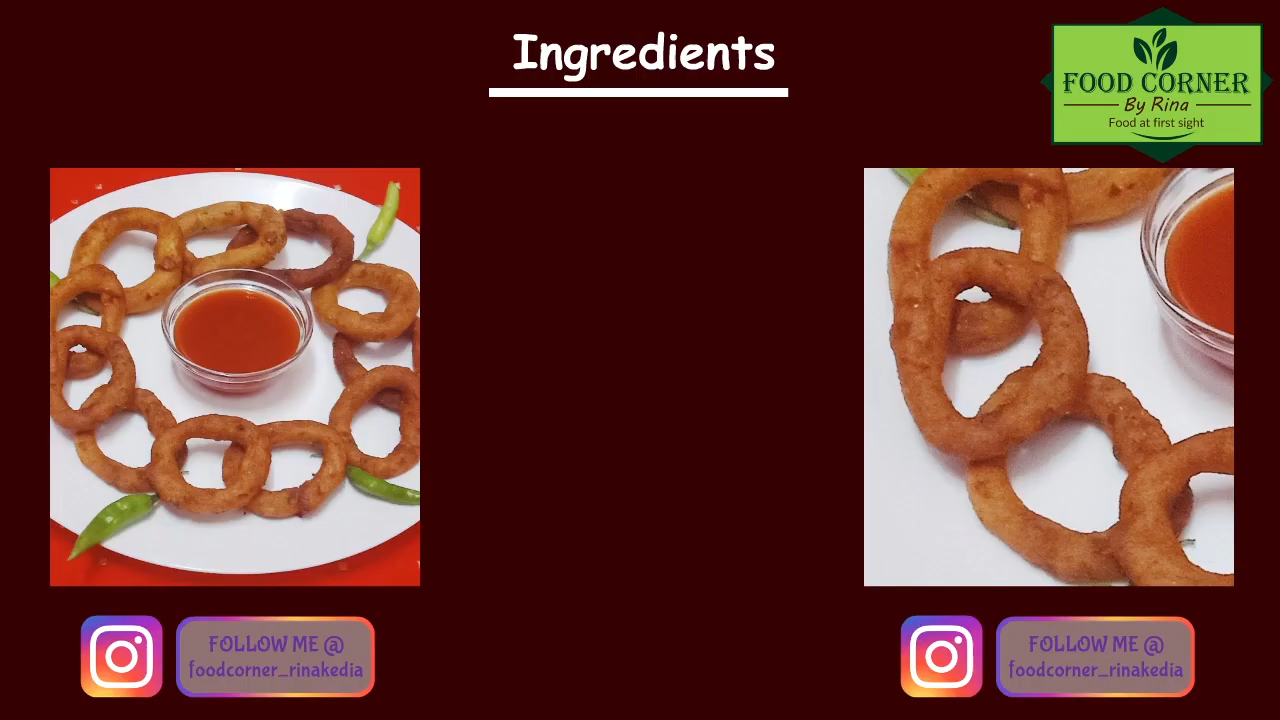 Ingredients
FOOD CORNER
By Rina
Food at first sight
FOLLOW ME @
foodcorner_rinakedia
FOLLOW ME @
foodcorner_rinakedia